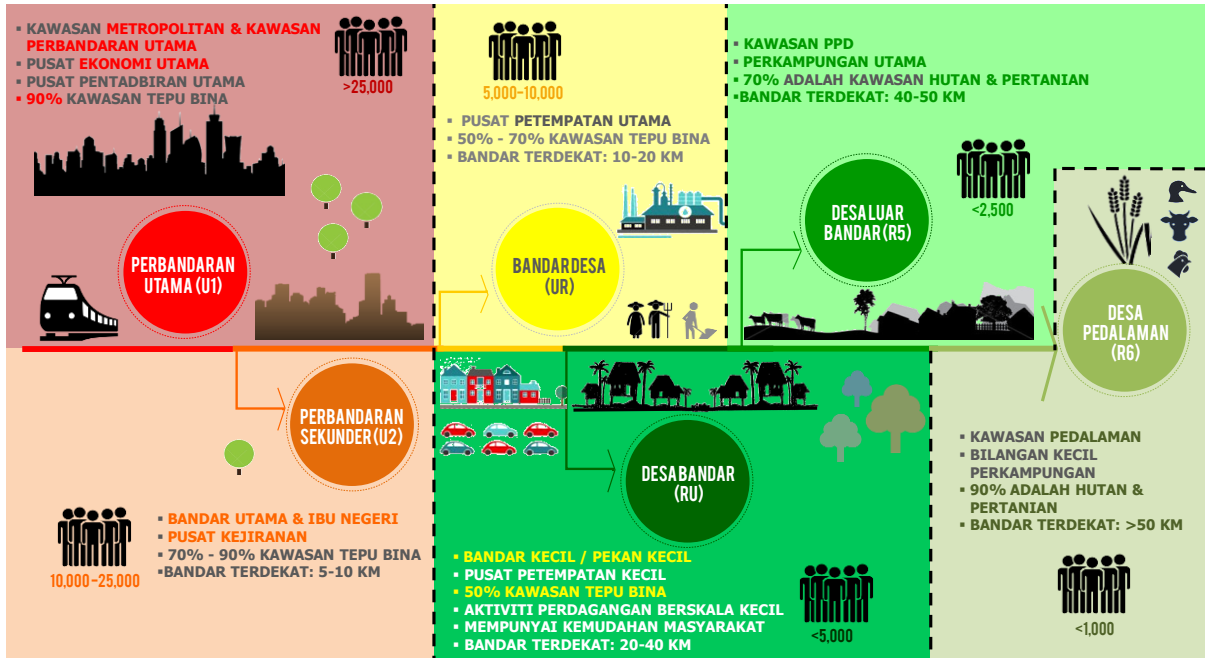 ▪ KAWASAN METROPOLITAN & KAWASAN
PERBANDARAN UTAMA
▪ PUSAT EKONOMI UTAMA
▪ PUSAT PENTADBIRAN UTAMA
▪ 90% KAWASAN TEPU BINA
>25,000
PERBANDARAN
UTAMA (U1)
PERBANDARAN
SEKUNDER (U2)
10,000-25,000
▪ BANDAR UTAMA & IBU NEGERI
▪ PUSAT KEJIRANAN
▪ 70% - 90% KAWASAN TEPU BINA
▪BANDAR TERDEKAT: 5-10 KM
5,000-10,000
▪ PUSAT PETEMPATAN UTAMA
▪ 50% - 70% KAWASAN TEPU BINA
▪ BANDAR TERDEKAT: 10-20 KM
BANDAR DESA
(UR)
DESA BANDAR
(RU)
▪ BANDAR KECIL / PEKAN KECIL
▪ PUSAT PETEMPATAN KECIL
▪ 50% KAWASAN TEPU BINA
▪ AKTIVITI PERDAGANGAN BERSKALA KECIL
▪ MEMPUNYAI KEMUDAHAN MASYARAKAT
▪ BANDAR TERDEKAT: 20-40 KM
<5,000
▪ KAWASAN PPD
▪ PERKAMPUNGAN UTAMA
▪ 70% ADALAH KAWASAN HUTAN & PERTANIAN
▪BANDAR TERDEKAT: 40-50 KM
<2,500
DESA LUAR
BANDAR (R5)
DESA
PEDALAMAN
(R6)
▪ KAWASAN PEDALAMAN
▪ BILANGAN KECIL
PERKAMPUNGAN
▪ 90% ADALAH HUTAN &
PERTANIAN
▪ BANDAR TERDEKAT: >50 KM
<1,000